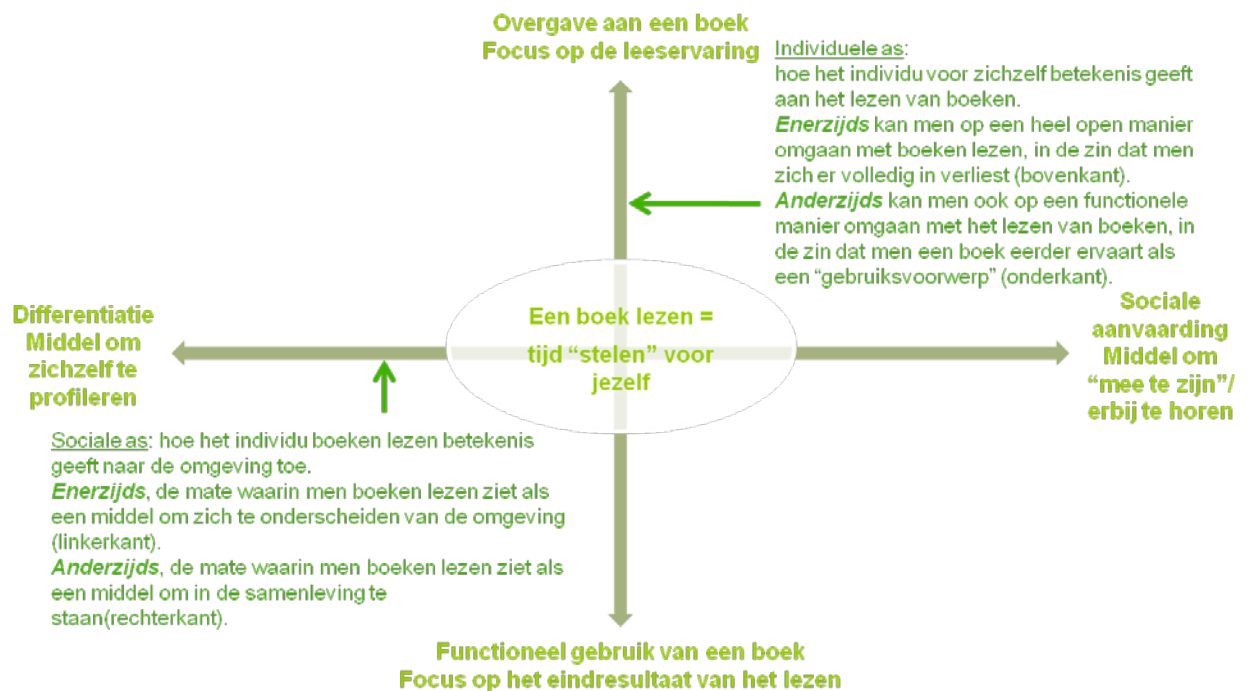 Overgave aan een boek
Focus op de leeservaring
Individuele as:
hoe het individu voor zichzelf betekenis geeft
aan het lezen van boeken.
Enerzijds kan men op een heel open manier
omgaan met boeken lezen, in de zin dat men
zich er volledig in verliest (bovenkant).
Anderzijds kan men ook op een functionele
manier omgaan met het lezen van boeken, in
de zin dat men een boek eerder ervaart als
een “gebruiksvoorwerp” (onderkant).
Differentiatie
Middel om
zichzelf te
profileren
Een boek lezen =
tijd “stelen” voor
jezelf
Sociale
aanvaarding
Middel om
“mee te zijn”/
erbij te horen
Sociale as: hoe het individu boeken lezen betekenis
geeft naar de omgeving toe.
Enerzijds, de mate waarin men boeken lezen ziet als
een middel om zich te onderscheiden van de omgeving
(linkerkant).
Anderzijds, de mate waarin men boeken lezen ziet als
een middel om in de samenleving te
staan(rechterkant).
Functioneel gebruik van een boek
Focus op het eindresultaat van het lezen